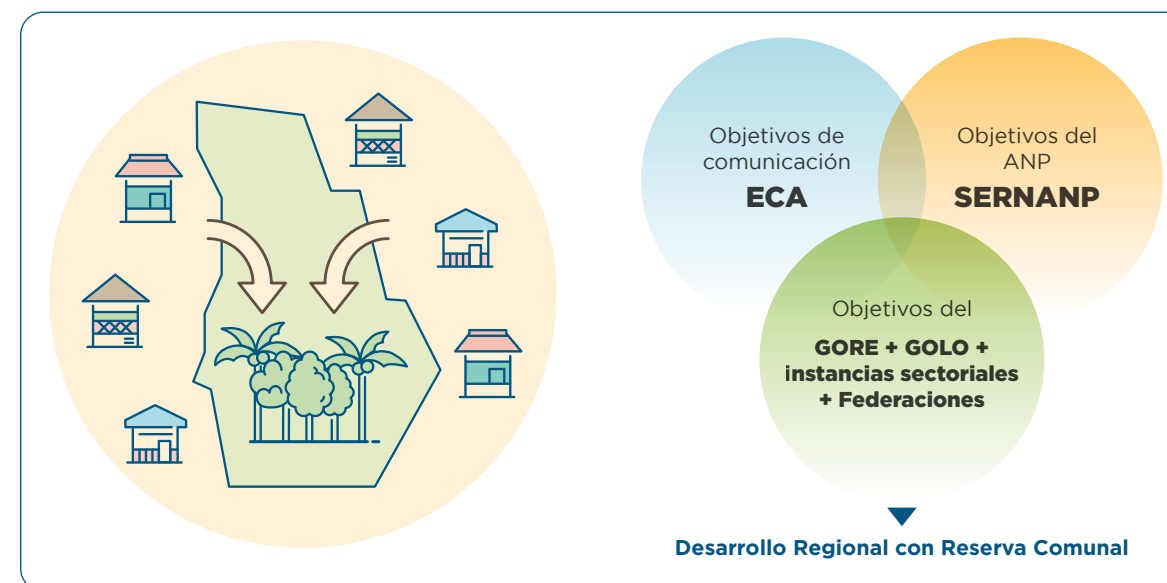 Objetivos de
comunicación
ECA
Objetivos del
ANP
SERNANP
Objetivos del
GORE + GOLO +
instancias sectoriales
+ Federaciones
Desarrollo Regional con Reserva Comunal